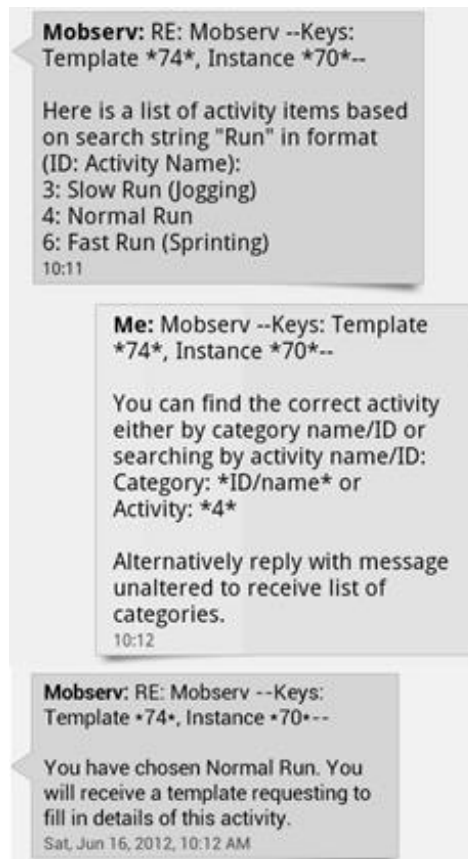 Mobserv: RE: Mobserv --Keys:
Template *74*, Instance *70*--
Here is a list of activity items based
on search string "Run" in format
(ID: Activity Name):
3: Slow Run (Jogging)
4: Normal Run
6: Fast Run (Sprinting)
10:11
Me: Mobserv --Keys: Template
*74*, Instance *70*--
You can find the correct activity
either by category name/ID or
searching by activity name/ID:
Category: *ID/name* or
Activity: *4*
Alternatively reply with message
unaltered to receive list of
categories.
10:12
Mobserv: RE: Mobserv --Keys:
Template *74*, Instance *70*--
You have chosen Normal Run. You
will receive a template requesting to
fill in details of this activity.
Sat, Jun 16, 2012, 10:12 AM